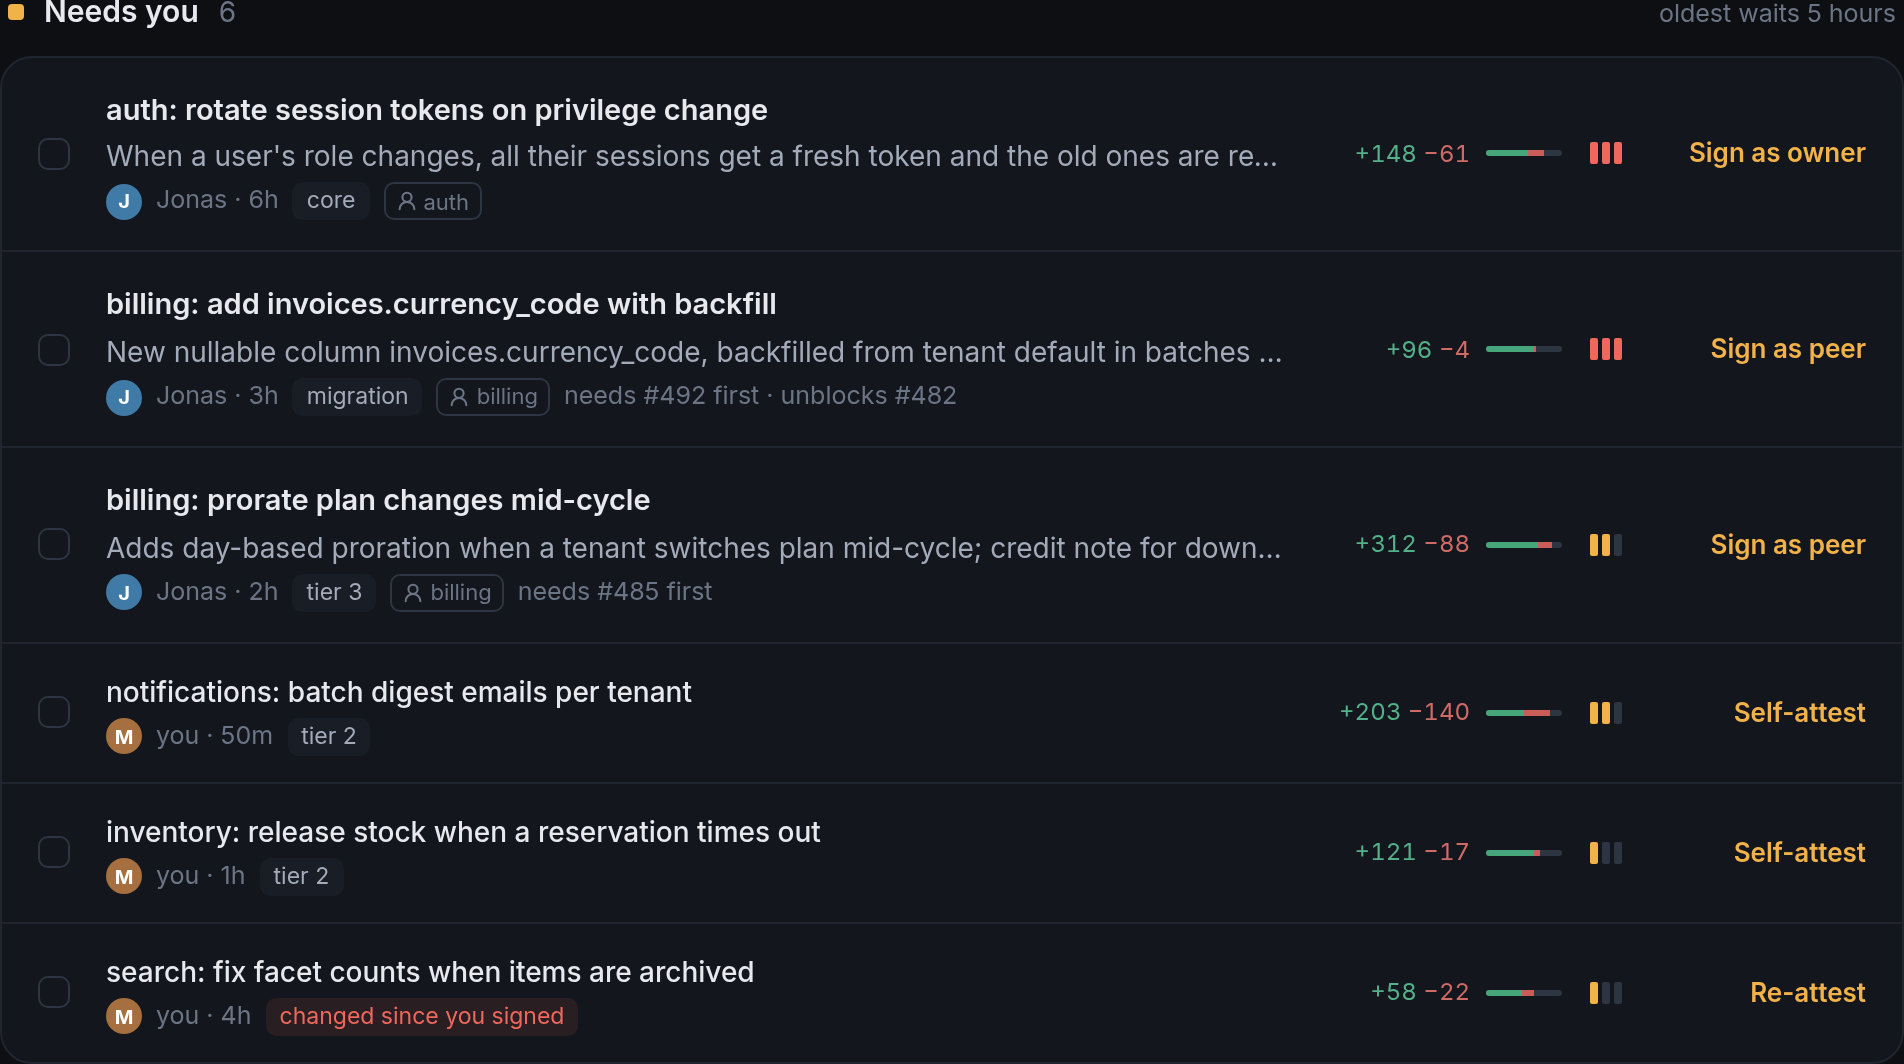 Needs you 6
oldest waits 5 hours
auth: rotate session tokens on privilege change
When a user's role changes, all their sessions get a fresh token and the old ones are re...
J Jonas · 6h core auth
+148 −61
Sign as owner
billing: add invoices.currency_code with backfill
New nullable column invoices.currency_code, backfilled from tenant default in batches ...
J Jonas · 3h migration billing needs #492 first · unblocks #482
+96 −4
Sign as peer
billing: prorate plan changes mid-cycle
Adds day-based proration when a tenant switches plan mid-cycle; credit note for down...
J Jonas · 2h tier 3 billing needs #485 first
+312 −88
Sign as peer
notifications: batch digest emails per tenant
M you · 50m tier 2
+203 −140
Self-attest
inventory: release stock when a reservation times out
M you · 1h tier 2
+121 −17
Self-attest
search: fix facet counts when items are archived
M you · 4h changed since you signed
+58 −22
Re-attest